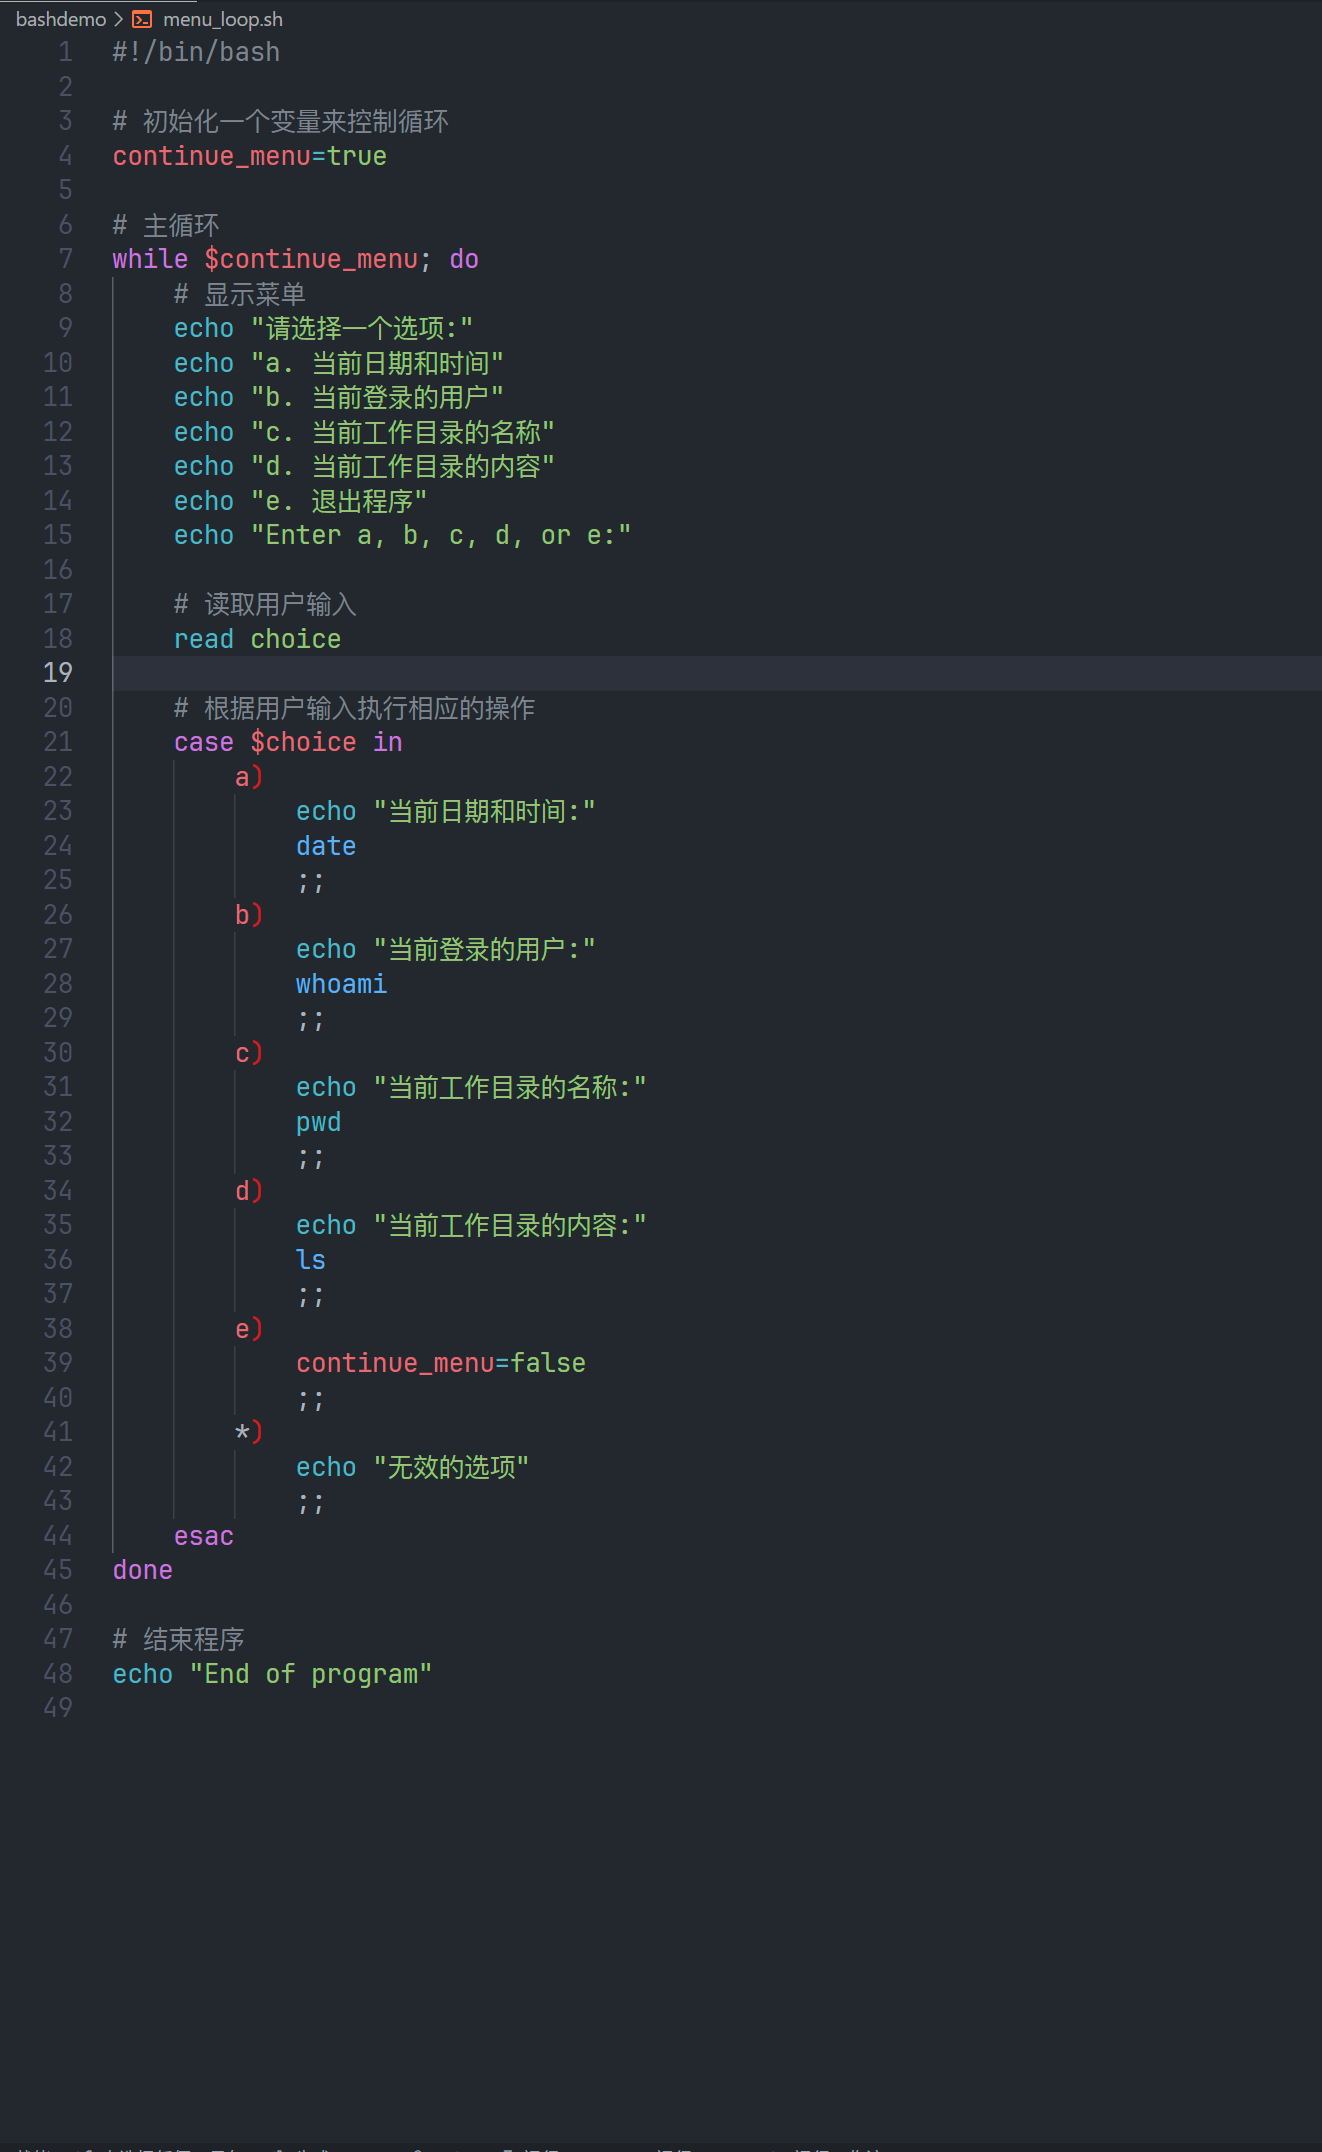 bashdemo > menu_loop.sh
1 #!/bin/bash
2
3 # 初始化一个变量来控制循环
4 continue_menu=true
5
6 # 主循环
7 while $continue_menu; do
8     # 显示菜单
9     echo "请选择一个选项:"
10     echo "a. 当前日期和时间"
11     echo "b. 当前登录的用户"
12     echo "c. 当前工作目录的名称"
13     echo "d. 当前工作目录的内容"
14     echo "e. 退出程序"
15     echo "Enter a, b, c, d, or e:"
16
17     # 读取用户输入
18     read choice
19
20     # 根据用户输入执行相应的操作
21     case $choice in
22         a)
23             echo "当前日期和时间:"
24             date
25             ;;
26         b)
27             echo "当前登录的用户:"
28             whoami
29             ;;
30         c)
31             echo "当前工作目录的名称:"
32             pwd
33             ;;
34         d)
35             echo "当前工作目录的内容:"
36             ls
37             ;;
38         e)
39             continue_menu=false
40             ;;
41         *)
42             echo "无效的选项"
43             ;;
44     esac
45 done
46
47 # 结束程序
48 echo "End of program"
49